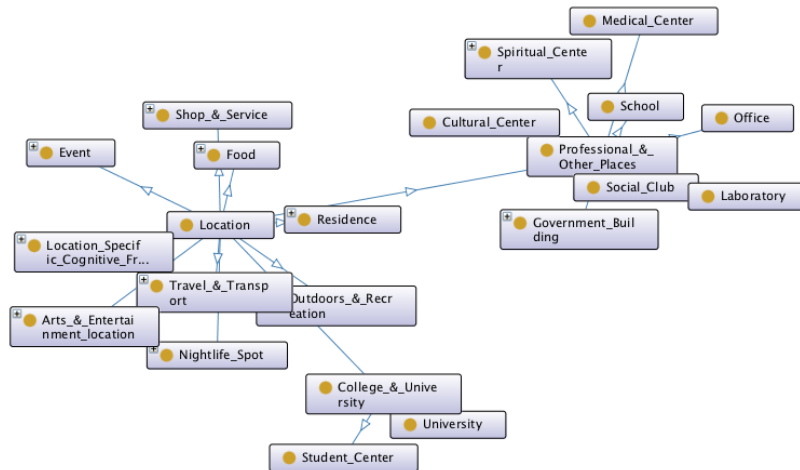 Medical_Center
Spiritual_Cente
r
School
Shop_&_Service
Cultural_Center
Office
Event
Food
Professional_&_
Other_Places
Social_Club
Laboratory
Location
Residence
Government_Buil
ding
Location_Specif
ic_Cognitive_Fr...
Travel_&_Transp
ort
Outdoors_&_Recr
eation
Arts_&_Entertai
nment_location
Nightlife_Spot
College_&_Unive
rsity
University
Student_Center